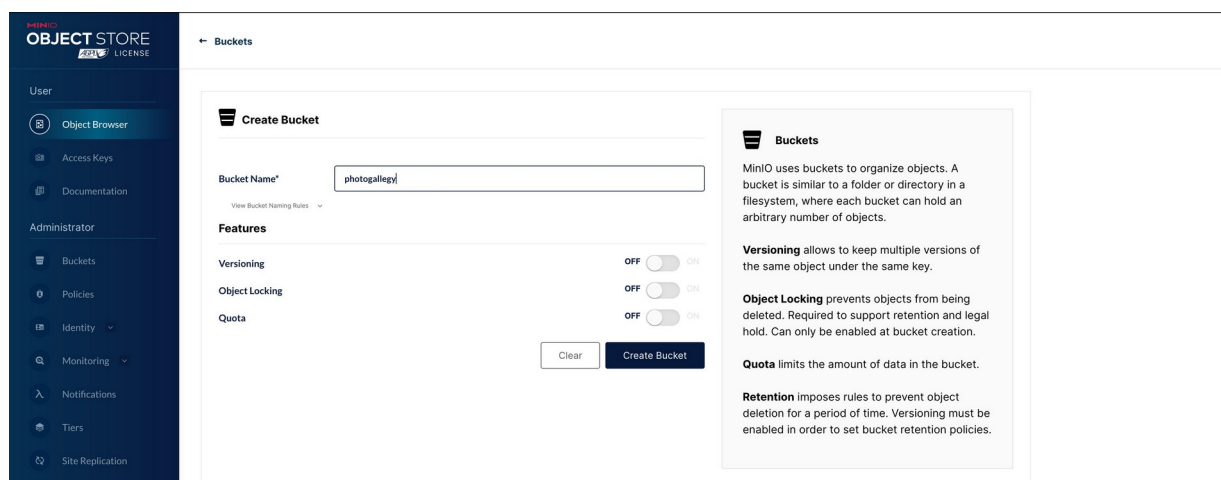 MINIO
OBJECT STORE
AGPLv3 LICENSE
← Buckets
User
Object Browser
Access Keys
Documentation
Administrator
Buckets
Policies
Identity
Monitoring
Notifications
Tiers
Site Replication
Create Bucket
Bucket Name*
photogallegy
View Bucket Naming Rules
Features
Versioning
OFF ON
Object Locking
OFF ON
Quota
OFF ON
Clear
Create Bucket
Buckets
MinIO uses buckets to organize objects. A
bucket is similar to a folder or directory in a
filesystem, where each bucket can hold an
arbitrary number of objects.
Versioning allows to keep multiple versions of
the same object under the same key.
Object Locking prevents objects from being
deleted. Required to support retention and legal
hold. Can only be enabled at bucket creation.
Quota limits the amount of data in the bucket.
Retention imposes rules to prevent object
deletion for a period of time. Versioning must be
enabled in order to set bucket retention policies.